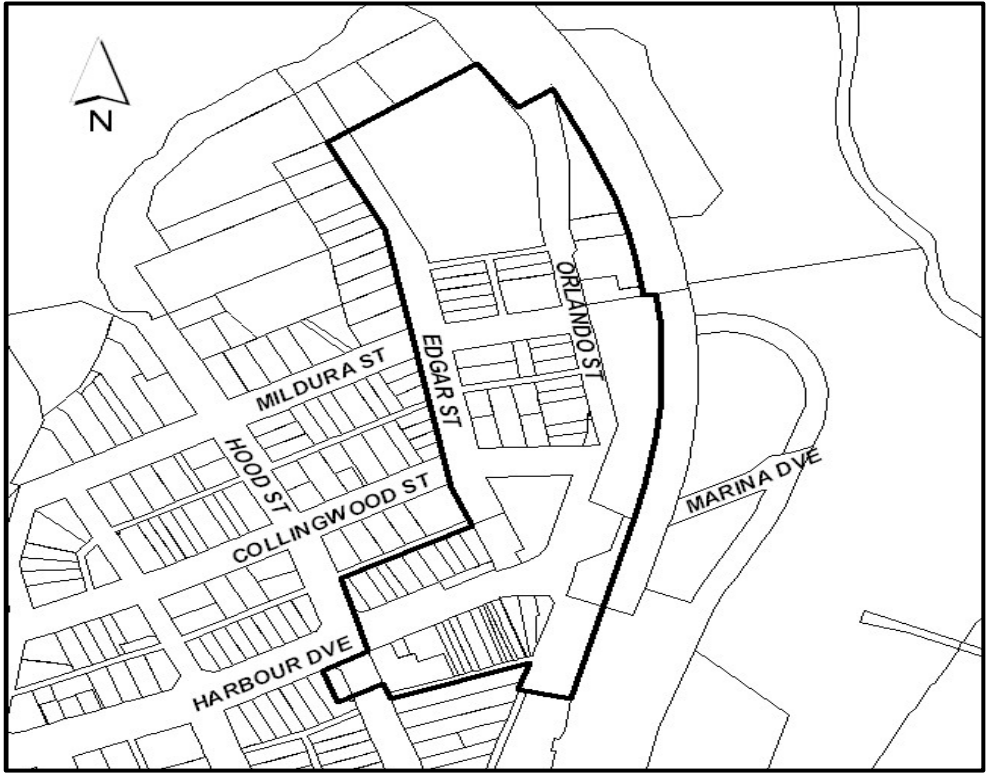 N
ORLANDO ST
EDGAR ST
MILDURA ST
HOOD ST
COLLINGWOOD ST
MARINA DVE
HARBOUR DVE